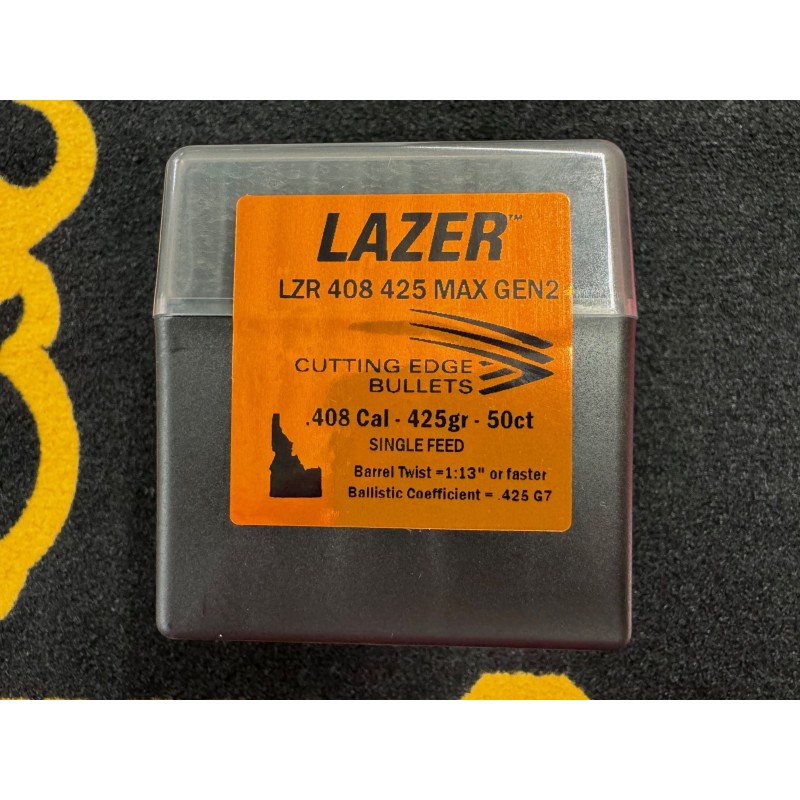 LAZER™
LZR 408 425 MAX GEN2
CUTTING EDGE
BULLETS
.408 Cal - 425gr - 50ct
SINGLE FEED
Barrel Twist =1:13" or faster
Ballistic Coefficient = .425 G7